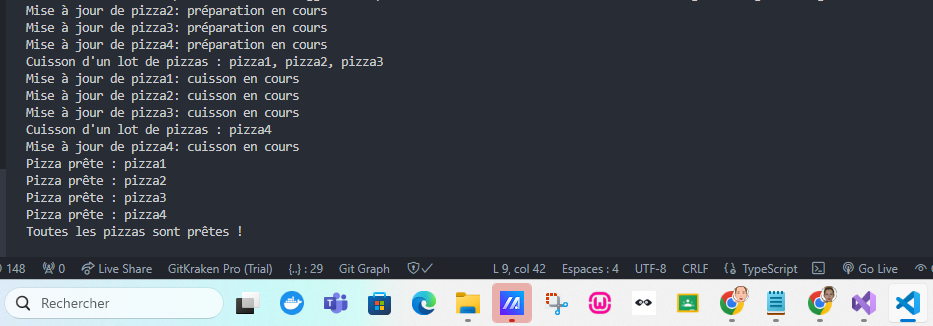 Mise à jour de pizza2: préparation en cours
Mise à jour de pizza3: préparation en cours
Mise à jour de pizza4: préparation en cours
Cuisson d'un lot de pizzas : pizza1, pizza2, pizza3
Mise à jour de pizza1: cuisson en cours
Mise à jour de pizza2: cuisson en cours
Mise à jour de pizza3: cuisson en cours
Cuisson d'un lot de pizzas : pizza4
Mise à jour de pizza4: cuisson en cours
Pizza prête : pizza1
Pizza prête : pizza2
Pizza prête : pizza3
Pizza prête : pizza4
Toutes les pizzas sont prêtes !
148 0 Live Share GitKraken Pro (Trial) {..} : 29 Git Graph L 9, col 42 Espaces : 4 UTF-8 CRLF TypeScript Go Live
Rechercher